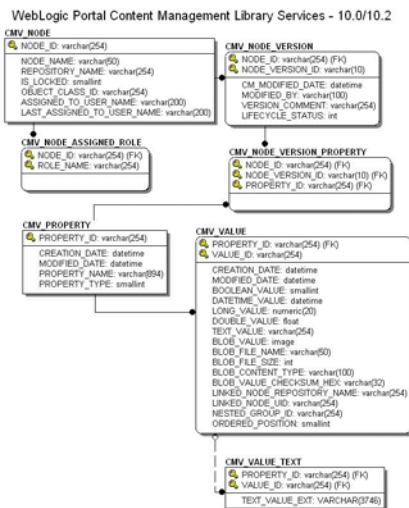 WebLogic Portal Content Management Library Services - 10.0/10.2
CMV_NODE
NODE_ID: varchar(254)
NODE_NAME: varchar(50)
REPOSITORY_NAME: varchar(254)
IS_LOCKED: smallint
OBJECT_CLASS_ID: varchar(254)
ASSIGNED_TO_USER_NAME: varchar(200)
LAST_ASSIGNED_TO_USER_NAME: varchar(200)
CMV_NODE_VERSION
NODE_ID: varchar(254) (FK)
NODE_VERSION_ID: varchar(10)
CM_MODIFIED_DATE: datetime
MODIFIED_BY: varchar(100)
VERSION_COMMENT: varchar(254)
LIFECYCLE_STATUS: int
CMV_NODE_ASSIGNED_ROLE
NODE_ID: varchar(254) (FK)
ROLE_NAME: varchar(254)
CMV_NODE_VERSION_PROPERTY
NODE_ID: varchar(254) (FK)
NODE_VERSION_ID: varchar(10) (FK)
PROPERTY_ID: varchar(254) (FK)
CMV_PROPERTY
PROPERTY_ID: varchar(254)
CREATION_DATE: datetime
MODIFIED_DATE: datetime
PROPERTY_NAME: varchar(894)
PROPERTY_TYPE: smallint
CMV_VALUE
PROPERTY_ID: varchar(254) (FK)
VALUE_ID: varchar(254)
CREATION_DATE: datetime
MODIFIED_DATE: datetime
BOOLEAN_VALUE: smallint
DATETIME_VALUE: datetime
LONG_VALUE: numeric(20)
DOUBLE_VALUE: float
TEXT_VALUE: varchar(254)
BLOB_VALUE: image
BLOB_FILE_NAME: varchar(50)
BLOB_FILE_SIZE: int
BLOB_CONTENT_TYPE: varchar(100)
BLOB_VALUE_CHECKSUM_HEX: varchar(32)
LINKED_NODE_REPOSITORY_NAME: varchar(254)
LINKED_NODE_UID: varchar(254)
NESTED_GROUP_ID: varchar(254)
ORDERED_POSITION: smallint
CMV_VALUE_TEXT
PROPERTY_ID: varchar(254) (FK)
VALUE_ID: varchar(254) (FK)
TEXT_VALUE_EXT: VARCHAR(3746)